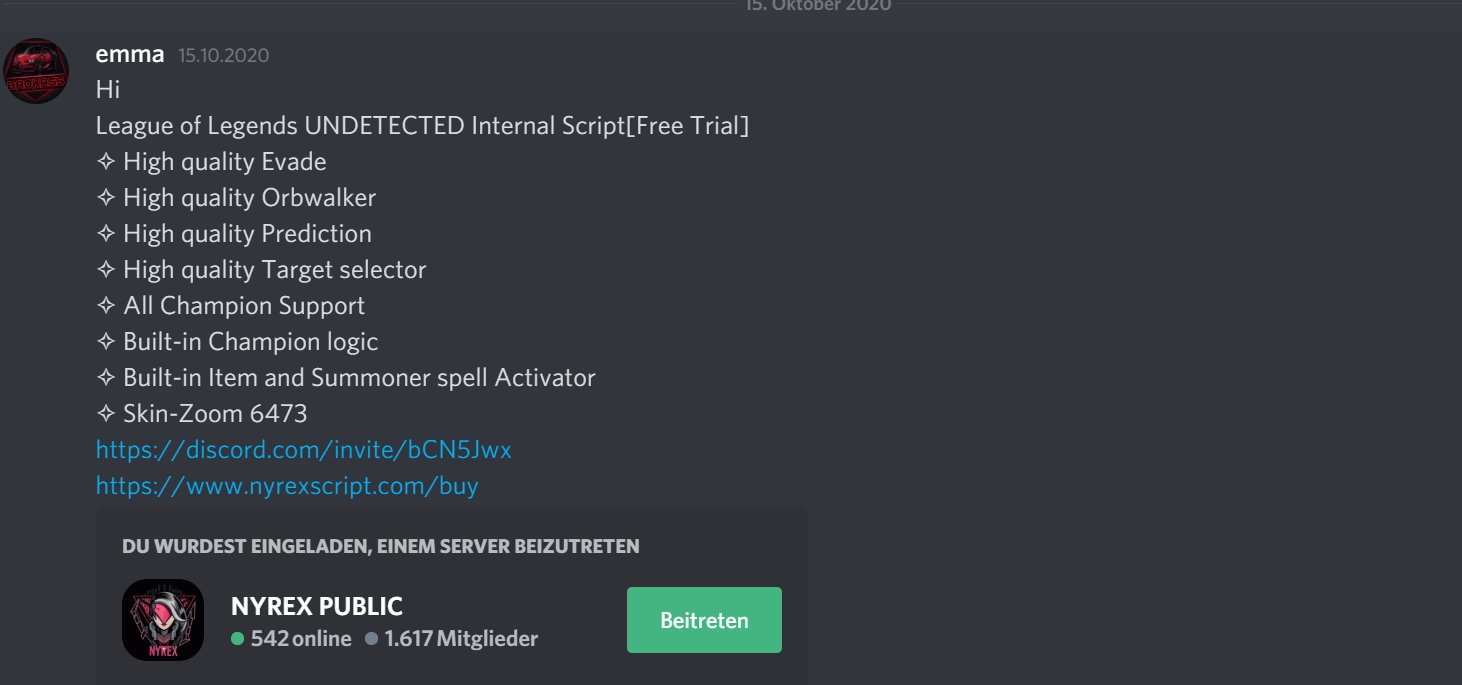 15. Oktober 2020
emma 15.10.2020
Hi
League of Legends UNDETECTED Internal Script[Free Trial]
✧ High quality Evade
✧ High quality Orbwalker
✧ High quality Prediction
✧ High quality Target selector
✧ All Champion Support
✧ Built-in Champion logic
✧ Built-in Item and Summoner spell Activator
✧ Skin-Zoom 6473
https://discord.com/invite/bCN5Jwx
https://www.nyrexscript.com/buy
DU WURDEST EINGELADEN, EINEM SERVER BEIZUTRETEN
NYREX PUBLIC
542 online 1.617 Mitglieder
Beitreten
NYREX